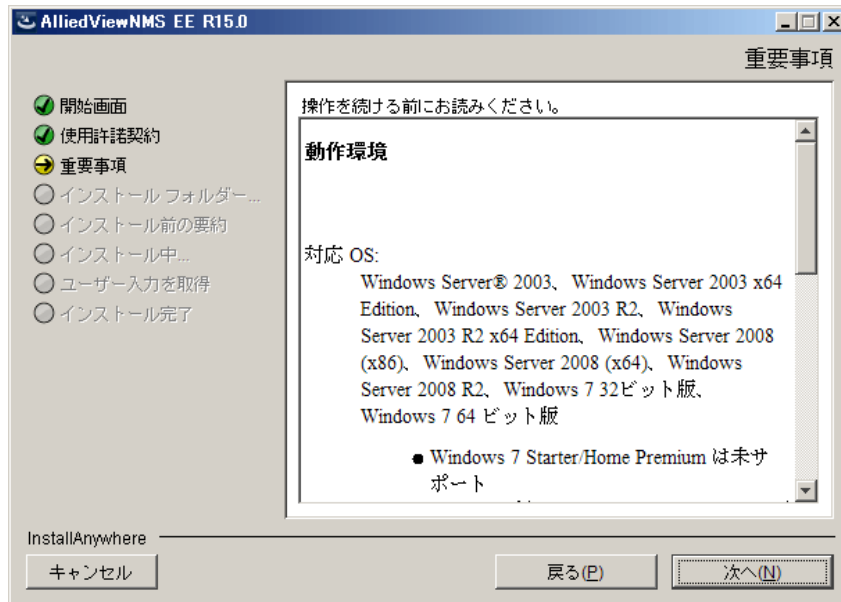 AlliedViewNMS EE R15.0
重要事項
開始画面
使用許諾契約
重要事項
インストール フォルダー...
インストール前の要約
インストール中...
ユーザー入力を取得
インストール完了
操作を続ける前にお読みください。
動作環境
対応 OS:
Windows Server® 2003、Windows Server 2003 x64
Edition、Windows Server 2003 R2、Windows
Server 2003 R2 x64 Edition、Windows Server 2008
(x86)、Windows Server 2008 (x64)、Windows
Server 2008 R2、Windows 7 32ビット版、
Windows 7 64 ビット版
● Windows 7 Starter/Home Premium は未サ
ポート
InstallAnywhere
キャンセル
戻る(P)
次へ(N)